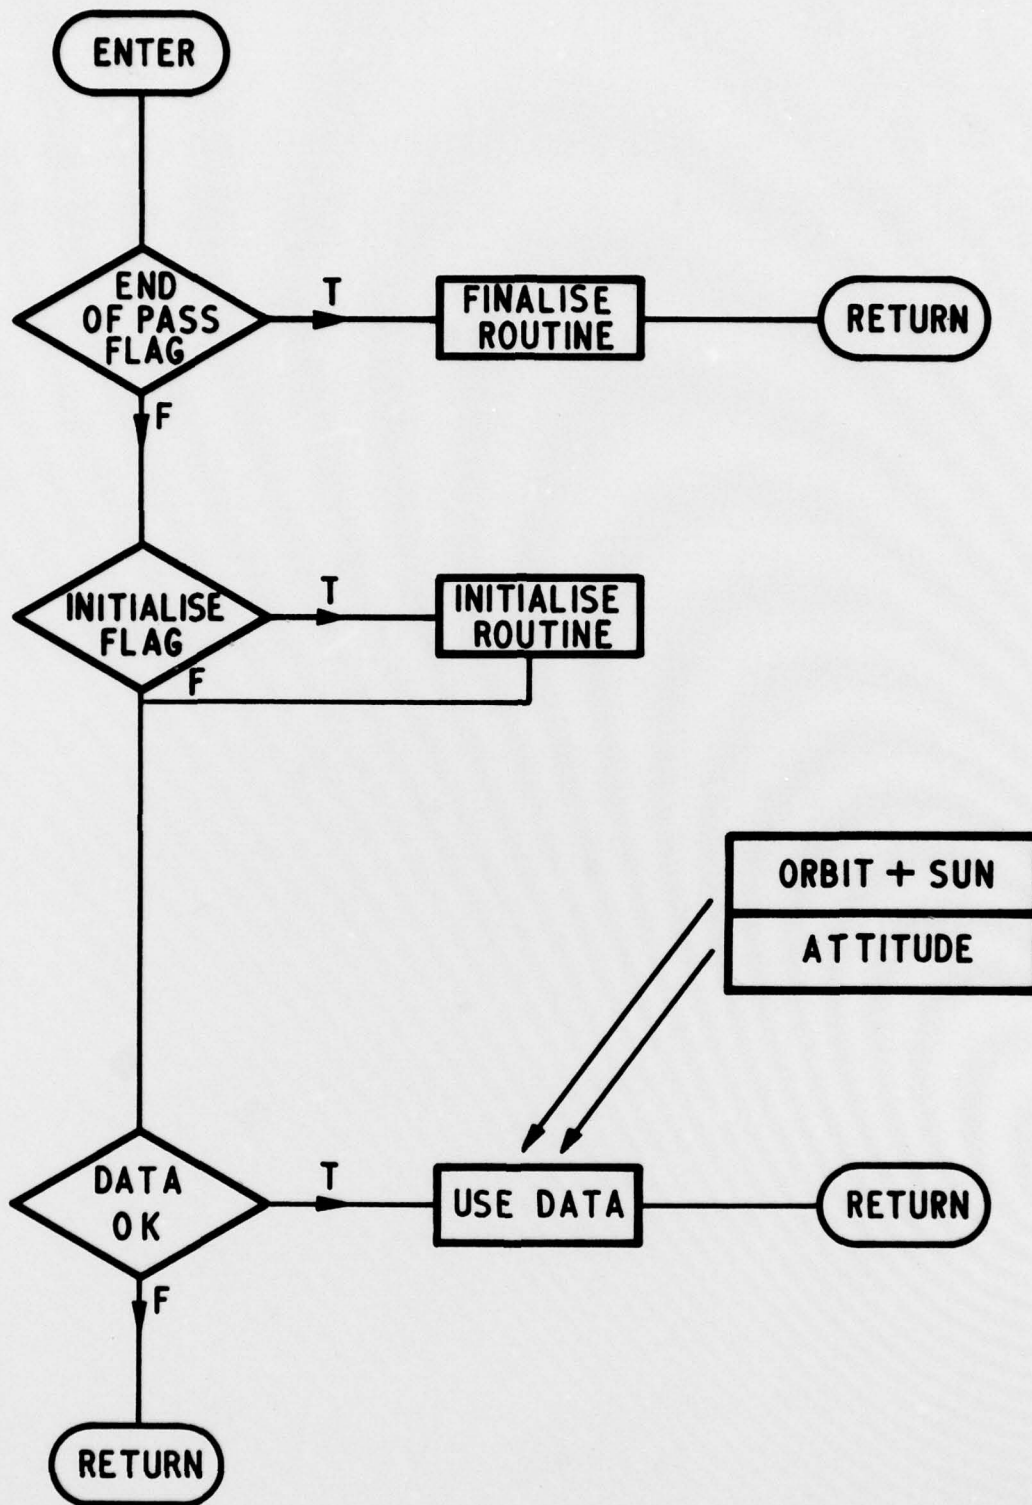 ENTER
END
OF PASS
FLAG
T
FINALISE
ROUTINE
RETURN
F
INITIALISE
FLAG
T
INITIALISE
ROUTINE
F
ORBIT + SUN
ATTITUDE
DATA
OK
T
USE DATA
RETURN
F
RETURN